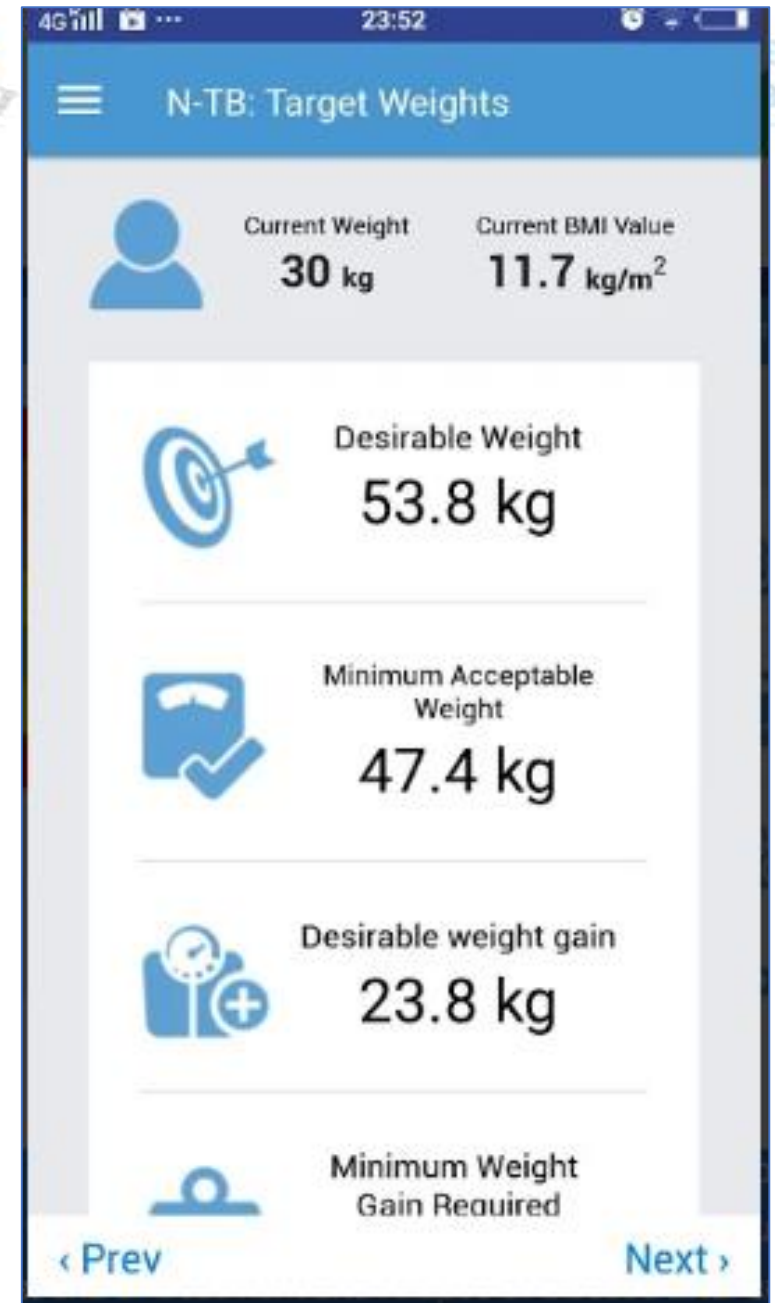 4G 23:52
N-TB: Target Weights
Current Weight Current BMI Value
30 kg 11.7 kg/m²
Desirable Weight
53.8 kg
Minimum Acceptable
Weight
47.4 kg
Desirable weight gain
23.8 kg
Minimum Weight
Gain Required
‹ Prev Next ›